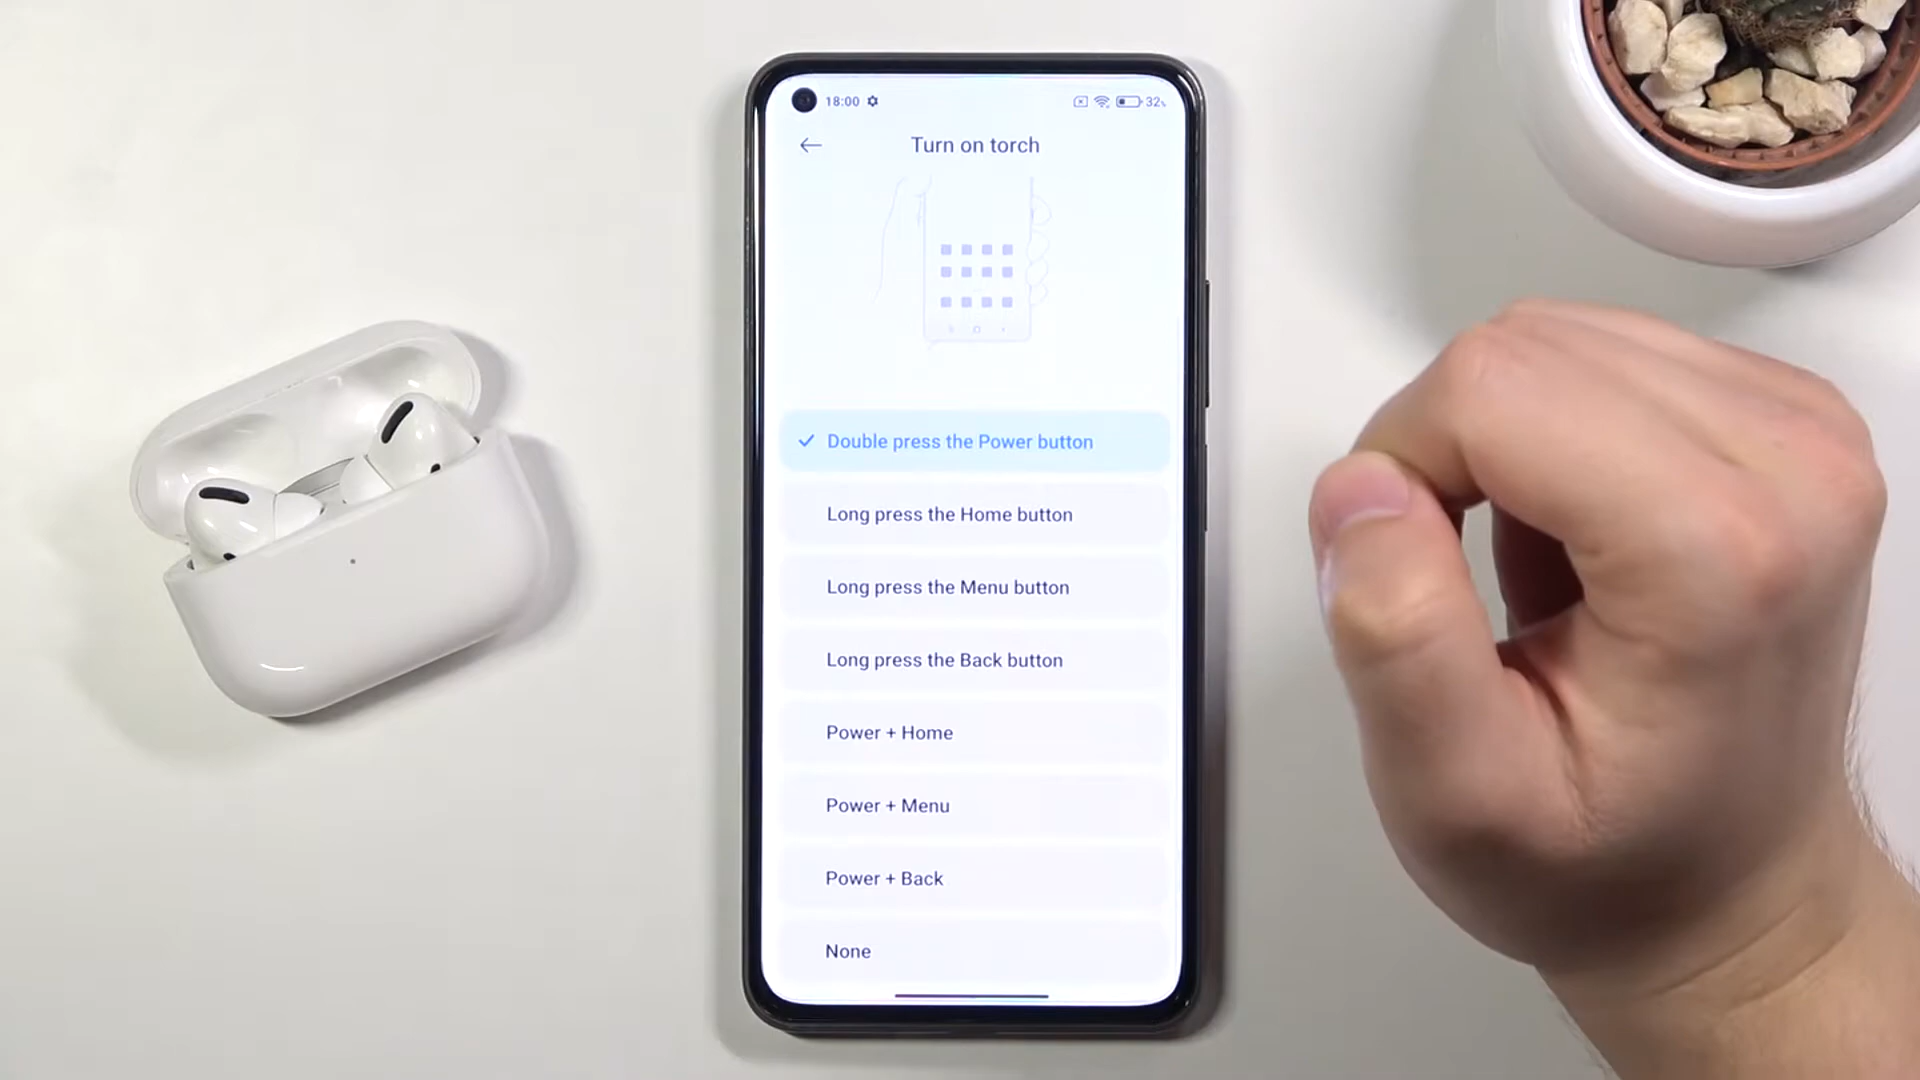 18:00
32%
Turn on torch
Double press the Power button
Long press the Home button
Long press the Menu button
Long press the Back button
Power + Home
Power + Menu
Power + Back
None